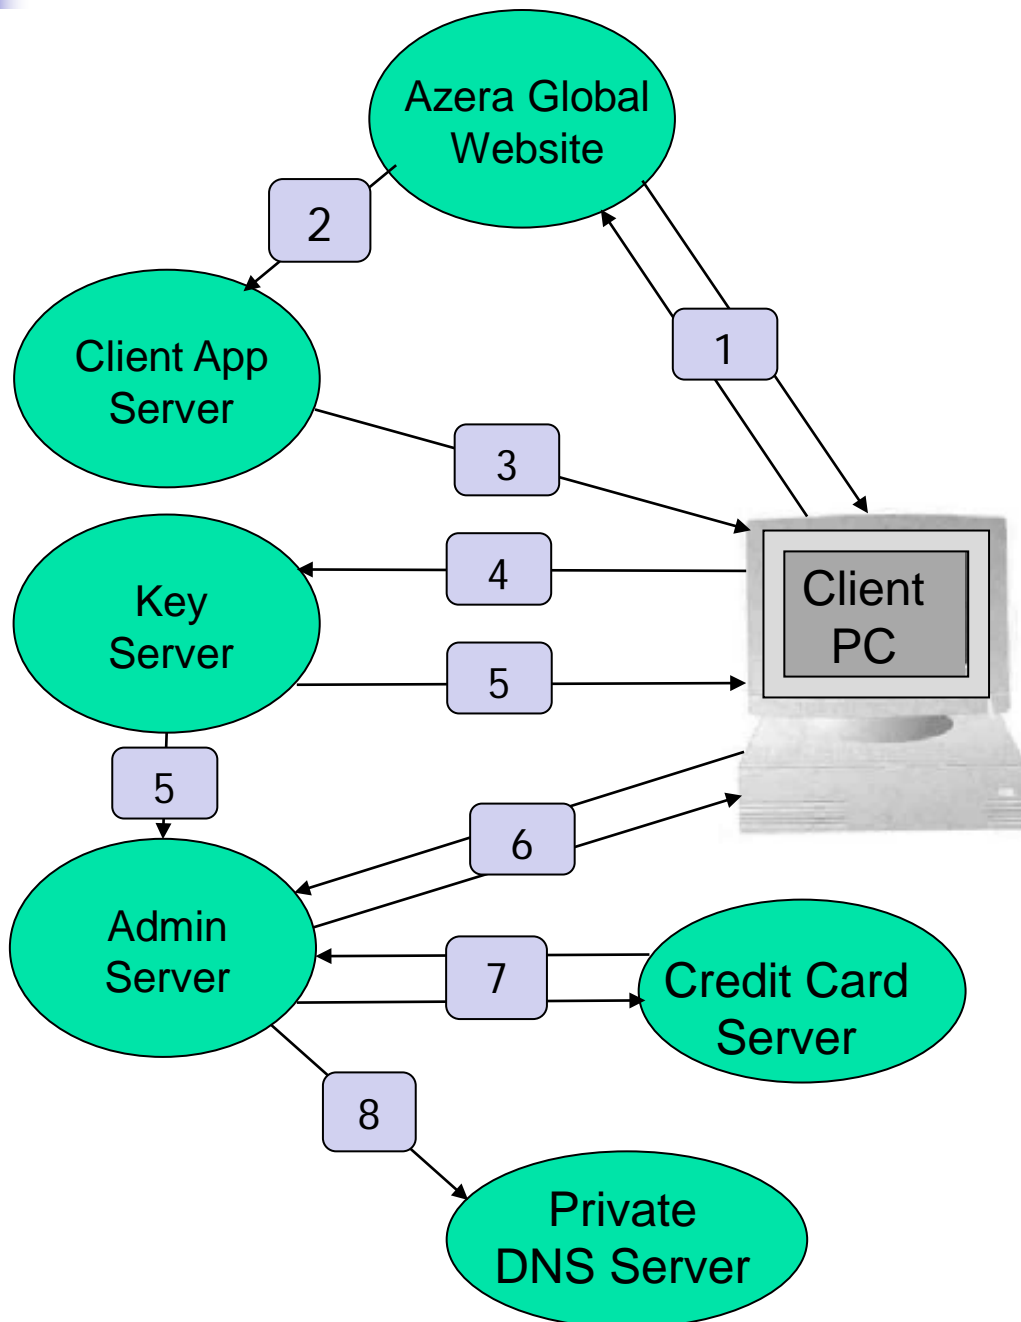 Azera Global
Website
2
1
Client App
Server
3
4
Client
PC
Key
Server
5
5
6
Admin
Server
7
Credit Card
Server
8
Private
DNS Server